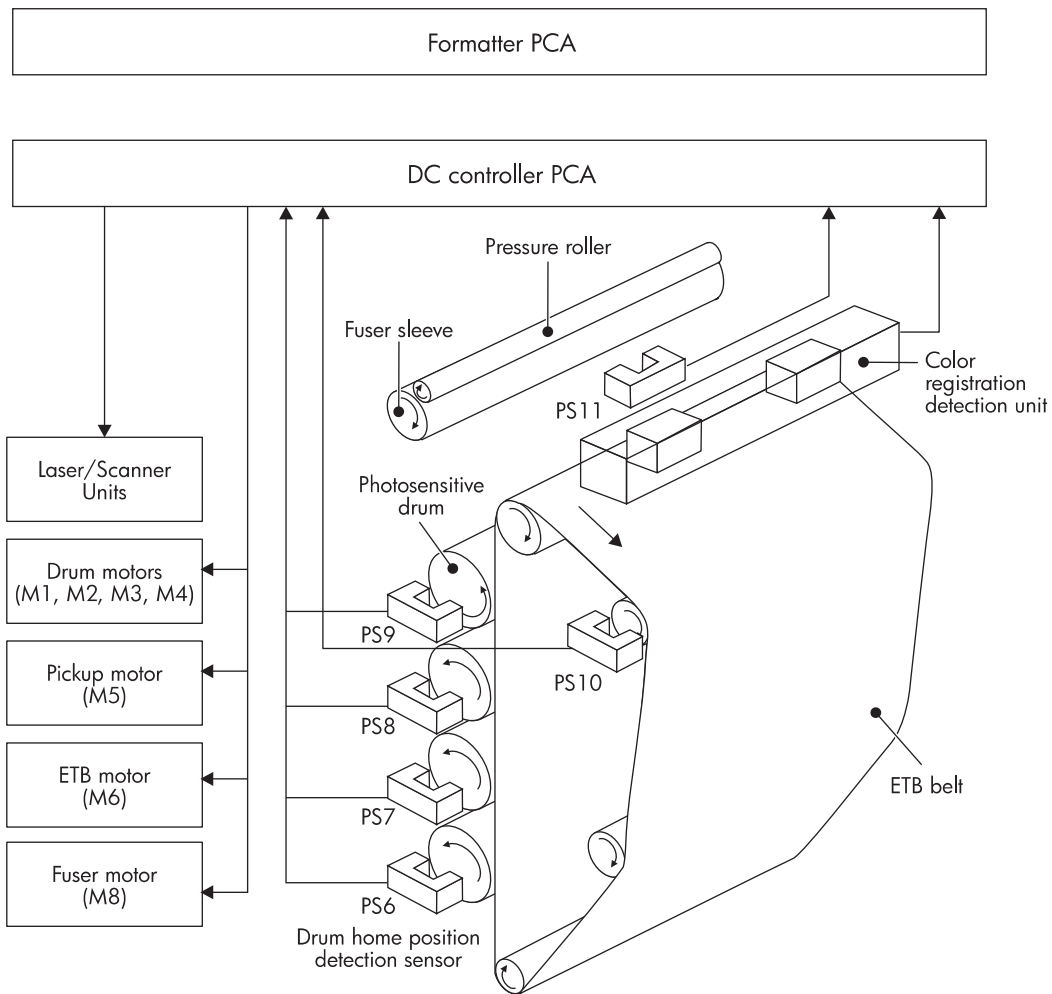 Formatter PCA
DC controller PCA
Pressure roller
Fuser sleeve
PS11
Color
registration
detection unit
Laser/Scanner
Units
Photosensitive
drum
Drum motors
(M1, M2, M3, M4)
PS9
PS10
Pickup motor
(M5)
PS8
ETB motor
(M6)
ETB belt
PS7
Fuser motor
(M8)
PS6
Drum home position
detection sensor